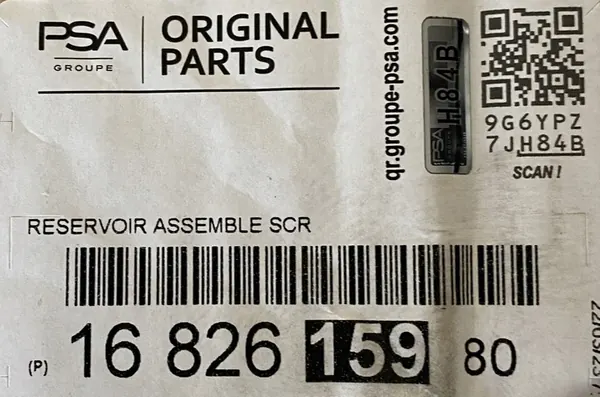 PSA
GROUPE
ORIGINAL
PARTS
qr.groupe-psa.com
PSA H84B
9G6YPZ
7JH84B
SCAN!
RESERVOIR ASSEMBLE SCR
(P) 16 826 159 80